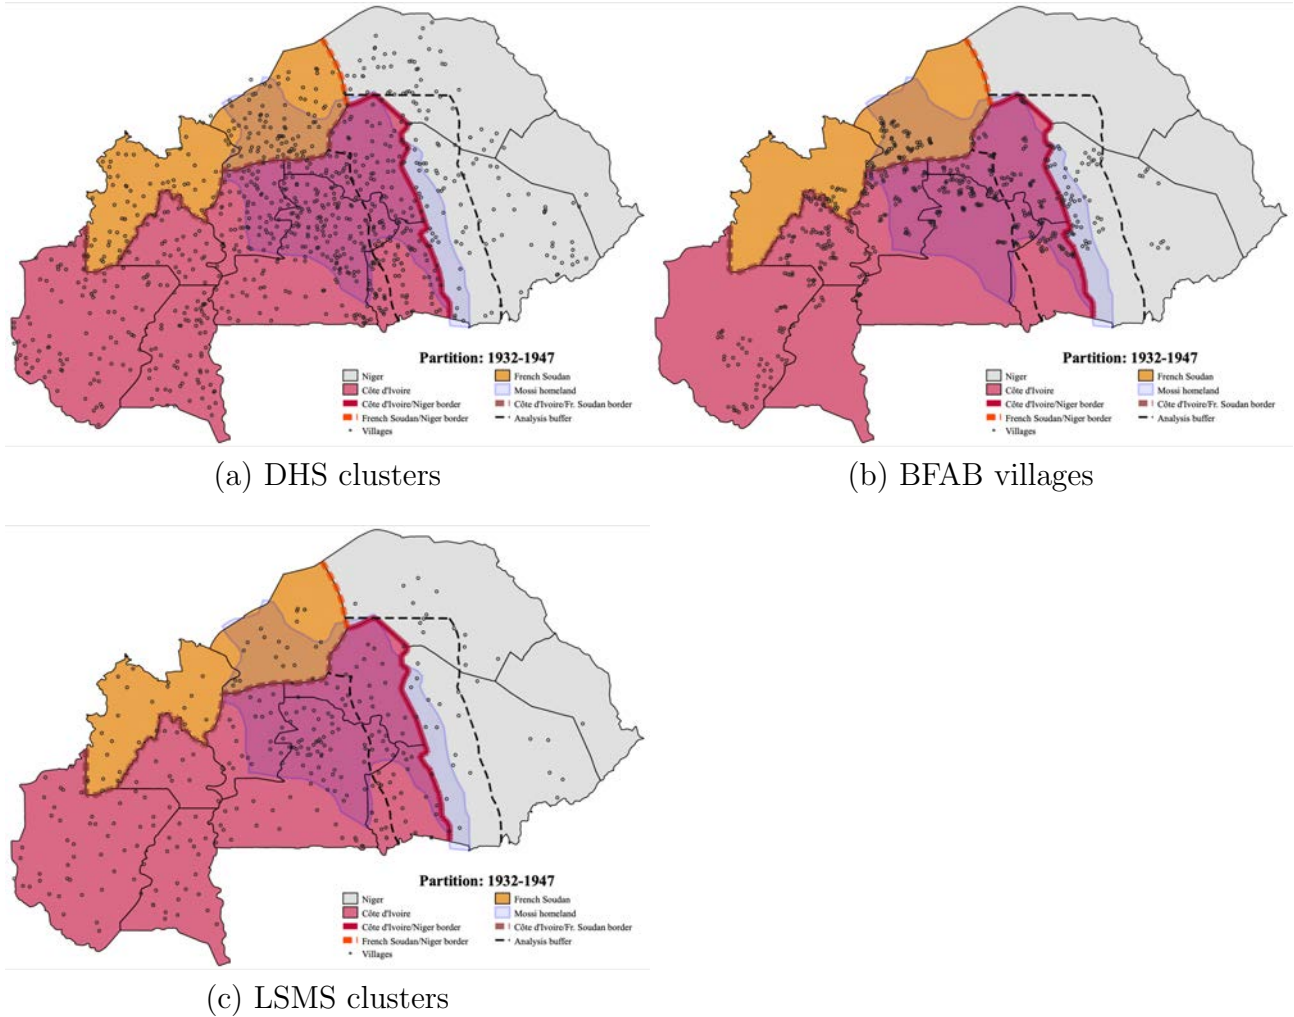 Partition: 1932-1947
Niger
French Soudan
Côte d'Ivoire
Mossi homeland
Côte d'Ivoire/Niger border
Côte d'Ivoire/Fr. Soudan border
French Soudan/Niger border
Analysis buffer
Villages
(a) DHS clusters
Partition: 1932-1947
Niger
French Soudan
Côte d'Ivoire
Mossi homeland
Côte d'Ivoire/Niger border
Côte d'Ivoire/Fr. Soudan border
French Soudan/Niger border
Analysis buffer
Villages
(b) BFAB villages
Partition: 1932-1947
Niger
French Soudan
Côte d'Ivoire
Mossi homeland
Côte d'Ivoire/Niger border
Côte d'Ivoire/Fr. Soudan border
French Soudan/Niger border
Analysis buffer
Villages
(c) LSMS clusters